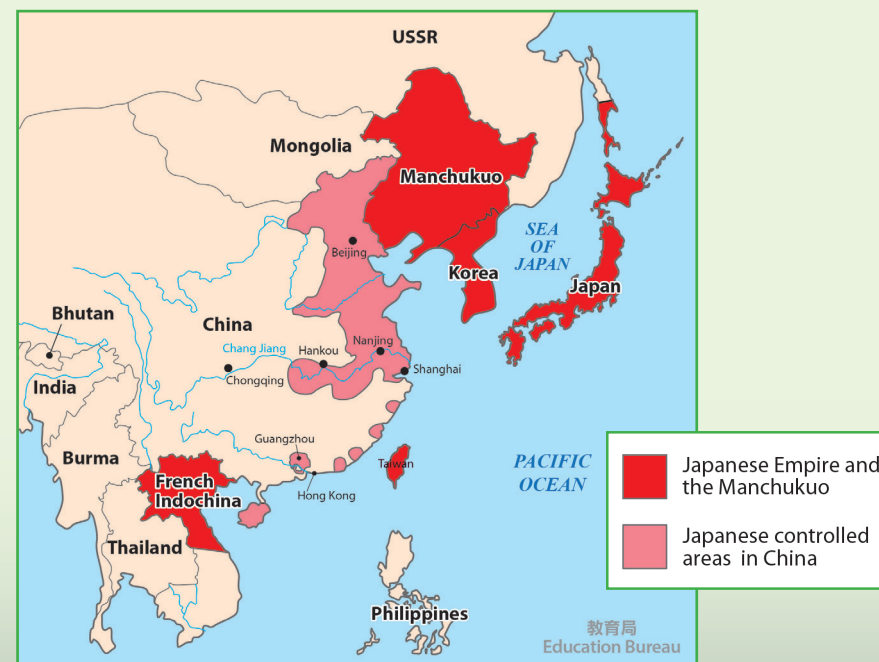 USSR
Mongolia
Manchukuo
SEA
OF
JAPAN
Beijing
Korea
Japan
Bhutan
China
Nanjing
Chang Jiang
Hankou
Shanghai
Chongqing
India
Guangzhou
Burma
Taiwan
PACIFIC
OCEAN
French
Indochina
Hong Kong
Thailand
Philippines
Japanese Empire and
the Manchukuo
Japanese controlled
areas in China
教育局
Education Bureau